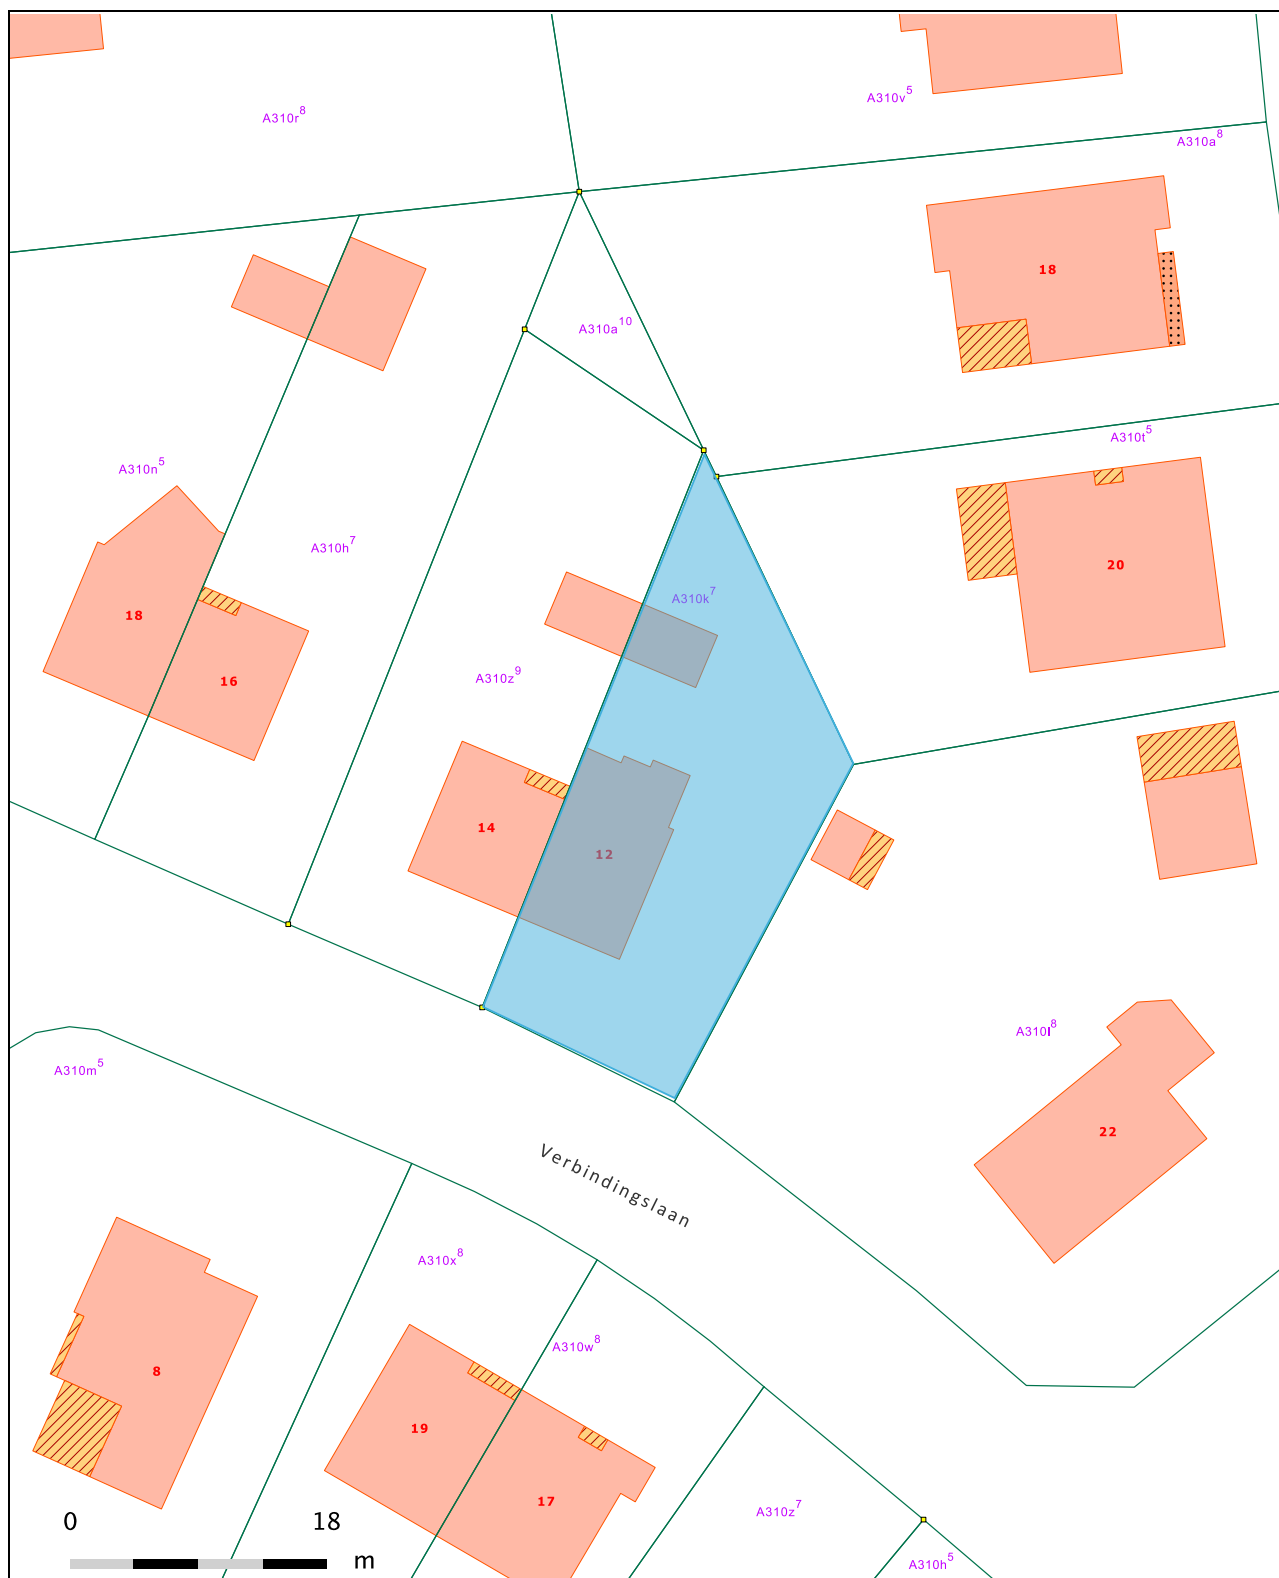 A310v⁵
A310r⁸
A310a⁸
18
A310a¹⁰
A310t⁵
A310n⁵
A310h⁷
20
A310k⁷
18
16
A310z⁹
14
12
A310l⁸
A310m⁵
22
Verbindingslaan
A310x⁸
A310w⁸
8
19
17
A310z⁷
0 18
m
A310h⁵